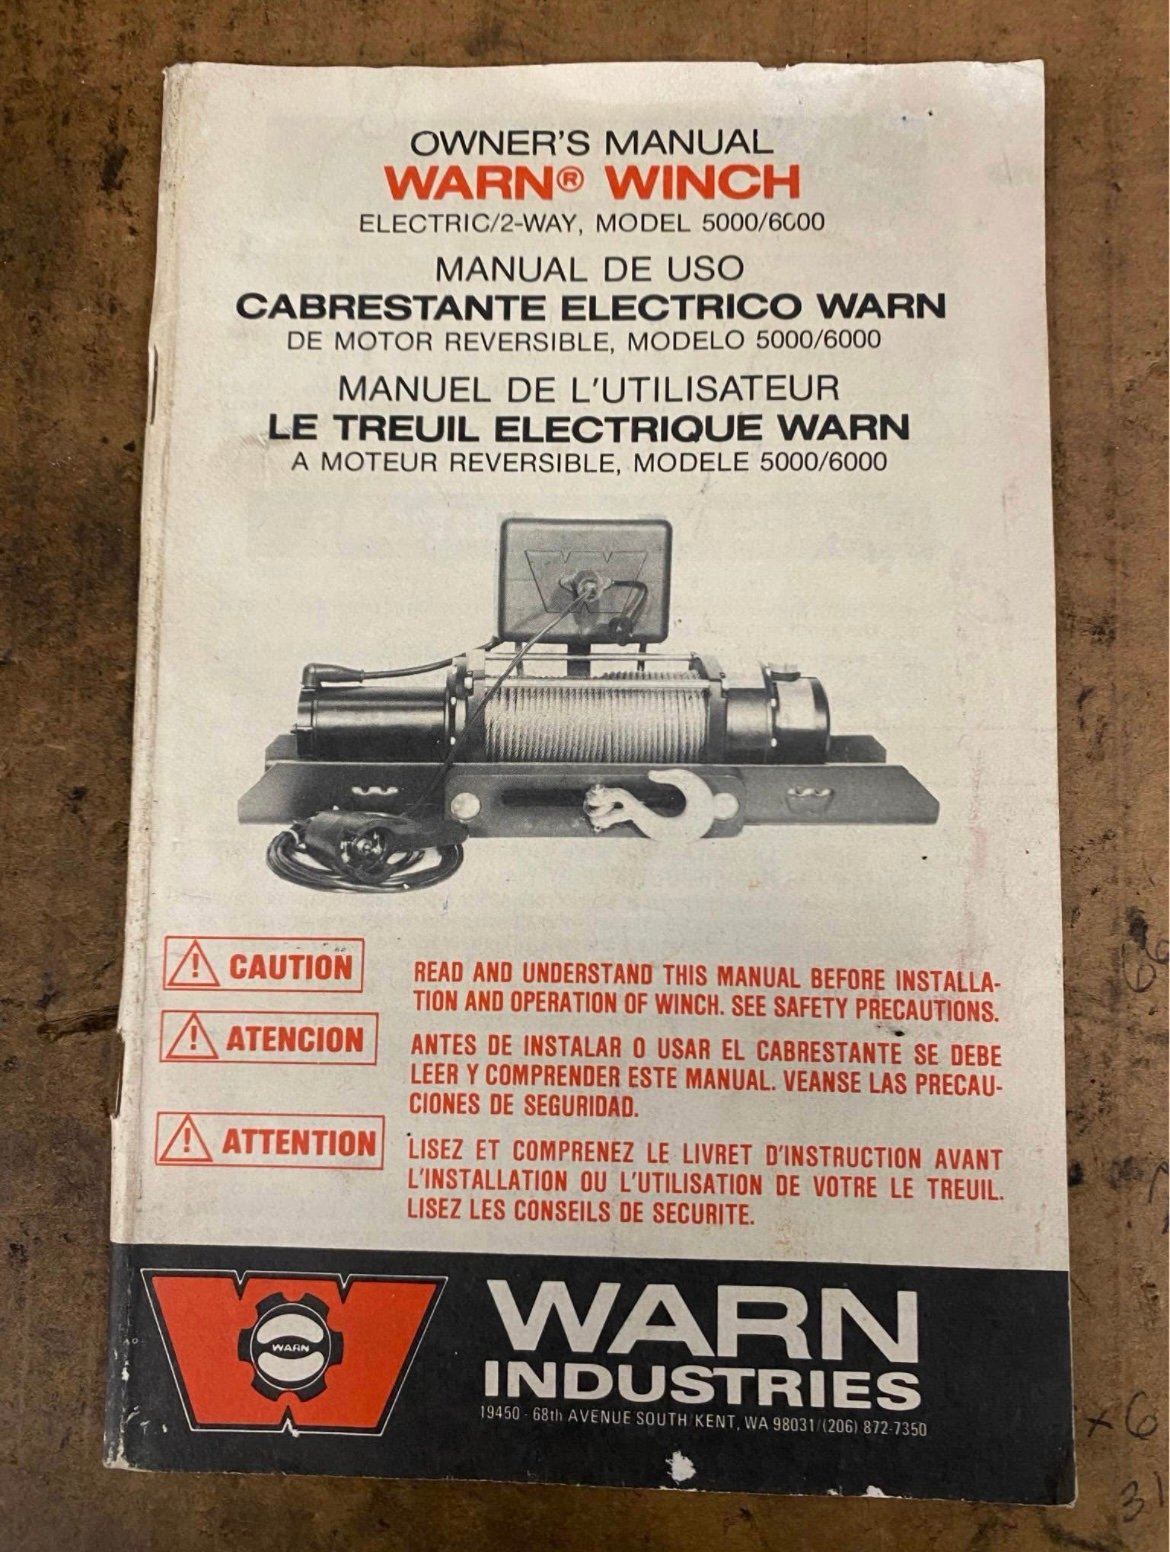 OWNER'S MANUAL
WARN® WINCH
ELECTRIC/2-WAY, MODEL 5000/6000
MANUAL DE USO
CABRESTANTE ELECTRICO WARN
DE MOTOR REVERSIBLE, MODELO 5000/6000
MANUEL DE L'UTILISATEUR
LE TREUIL ELECTRIQUE WARN
A MOTEUR REVERSIBLE, MODELE 5000/6000
CAUTION
READ AND UNDERSTAND THIS MANUAL BEFORE INSTALLA-
TION AND OPERATION OF WINCH. SEE SAFETY PRECAUTIONS.
ATENCION
ANTES DE INSTALAR O USAR EL CABRESTANTE SE DEBE
LEER Y COMPRENDER ESTE MANUAL. VEANSE LAS PRECAU-
CIONES DE SEGURIDAD.
ATTENTION
LISEZ ET COMPRENEZ LE LIVRET D'INSTRUCTION AVANT
L'INSTALLATION OU L'UTILISATION DE VOTRE LE TREUIL.
LISEZ LES CONSEILS DE SECURITE.
WARN
WARN
INDUSTRIES
19450 - 68th AVENUE SOUTH/KENT, WA 98031/(206) 872-7350
66
x 6
31